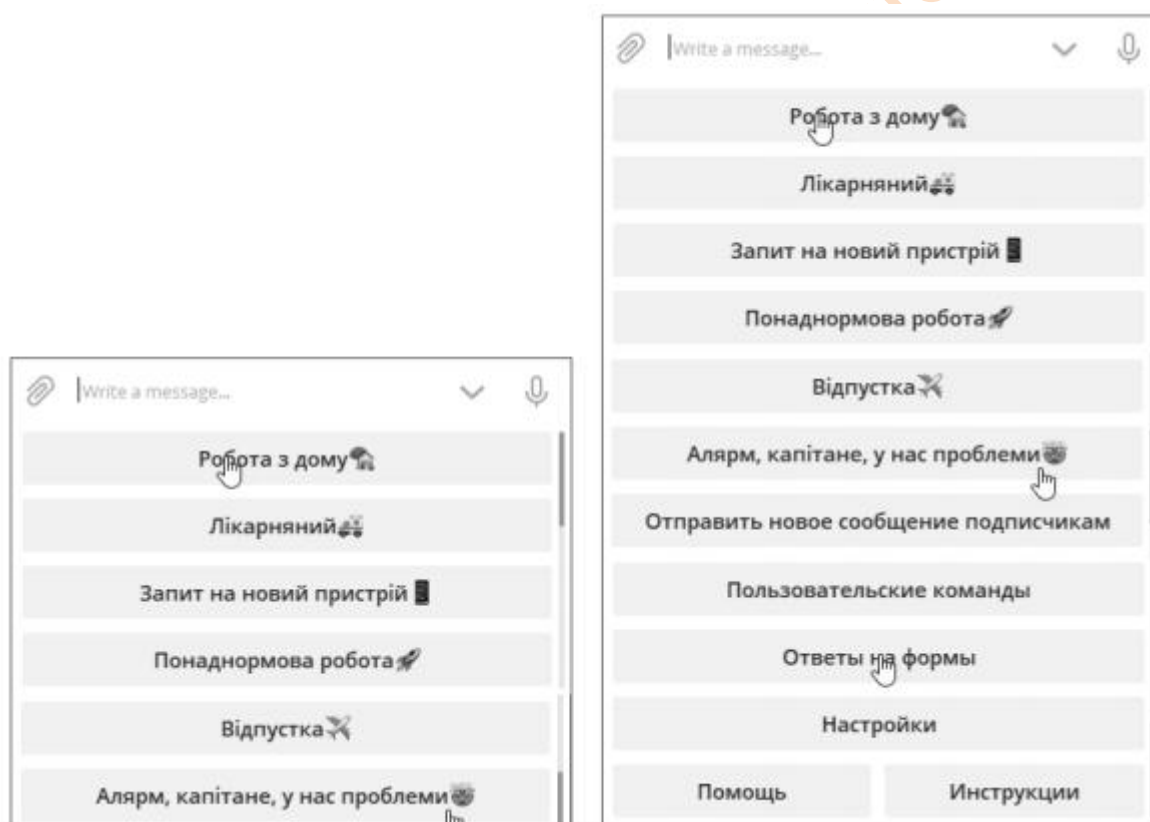 Write a message...
Робота з дому
Лікарняний
Запит на новий пристрій
Понаднормова робота
Відпустка
Алярм, капітане, у нас проблеми
Write a message...
Робота з дому
Лікарняний
Запит на новий пристрій
Понаднормова робота
Відпустка
Алярм, капітане, у нас проблеми
Отправить новое сообщение подписчикам
Пользовательские команды
Ответы на формы
Настройки
Помощь Инструкции